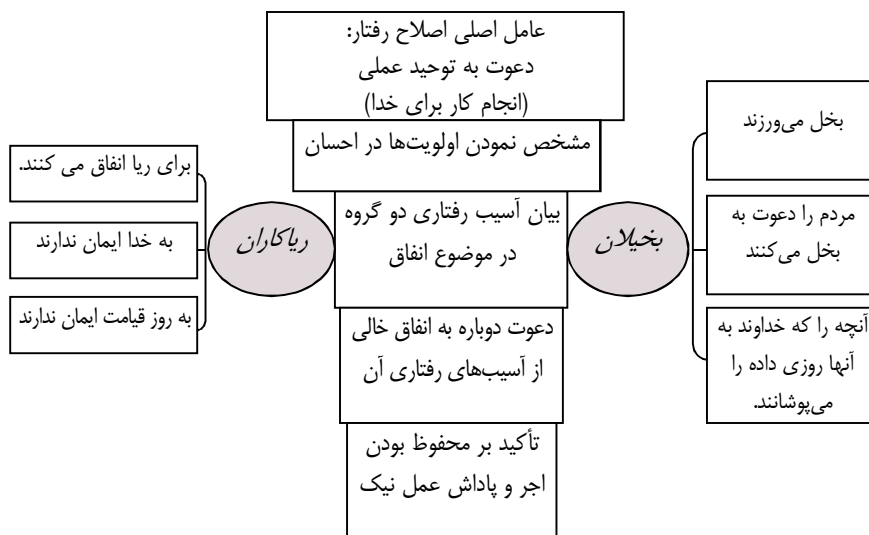 عامل اصلی اصلاح رفتار:
دعوت به توحید عملی
(انجام کار برای خدا)
مشخص نمودن اولویت‌ها در احسان
بیان آسیب رفتاری دو گروه
در موضوع انفاق
دعوت دوباره به انفاق خالی
از آسیب‌های رفتاری آن
تأکید بر محفوظ بودن
اجر و پاداش عمل نیک
بخیلان
بخل می‌ورزند
مردم را دعوت به
بخل می‌کنند
آنچه را که خداوند به
آنها روزی داده را
می‌پوشانند.
ریاکاران
برای ریا انفاق می کنند.
به خدا ایمان ندارند
به روز قیامت ایمان ندارند